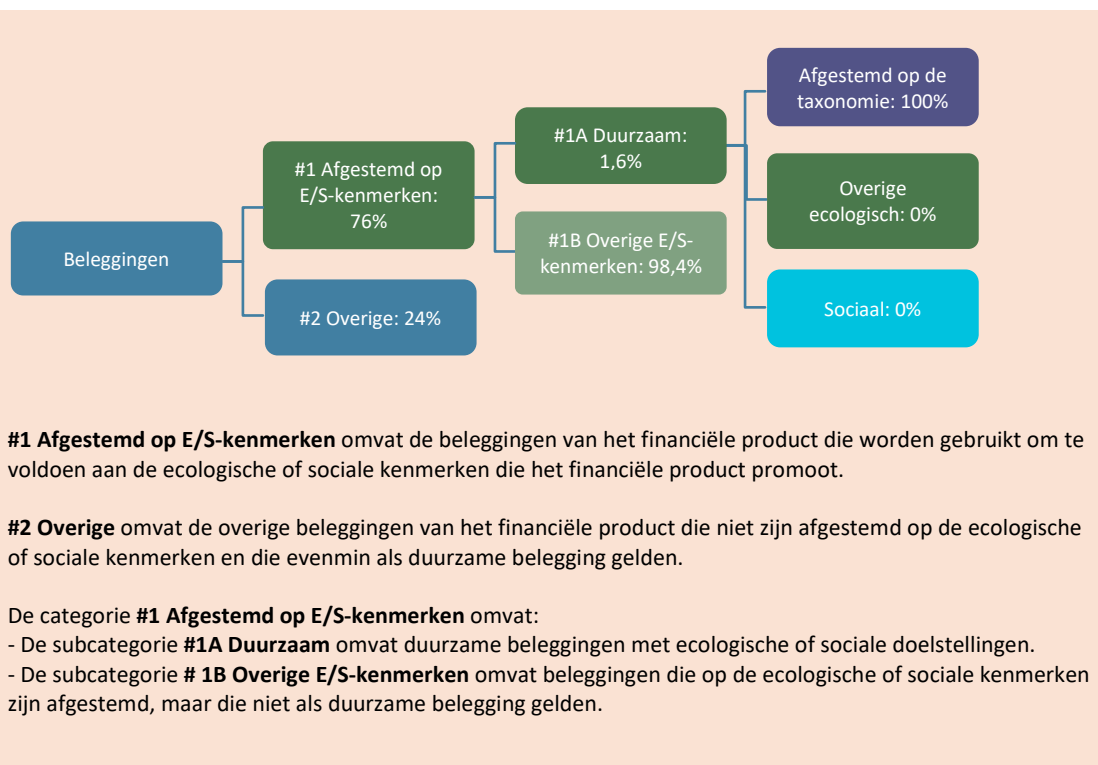 Beleggingen
#1 Afgestemd op
E/S-kenmerken:
76%
#2 Overige: 24%
#1A Duurzaam:
1,6%
#1B Overige E/S-
kenmerken: 98,4%
Afgestemd op de
taxonomie: 100%
Overige
ecologisch: 0%
Sociaal: 0%
#1 Afgestemd op E/S-kenmerken omvat de beleggingen van het financiële product die worden gebruikt om te
voldoen aan de ecologische of sociale kenmerken die het financiële product promoot.
#2 Overige omvat de overige beleggingen van het financiële product die niet zijn afgestemd op de ecologische
of sociale kenmerken en die evenmin als duurzame belegging gelden.
De categorie #1 Afgestemd op E/S-kenmerken omvat:
- De subcategorie #1A Duurzaam omvat duurzame beleggingen met ecologische of sociale doelstellingen.
- De subcategorie # 1B Overige E/S-kenmerken omvat beleggingen die op de ecologische of sociale kenmerken
zijn afgestemd, maar die niet als duurzame belegging gelden.